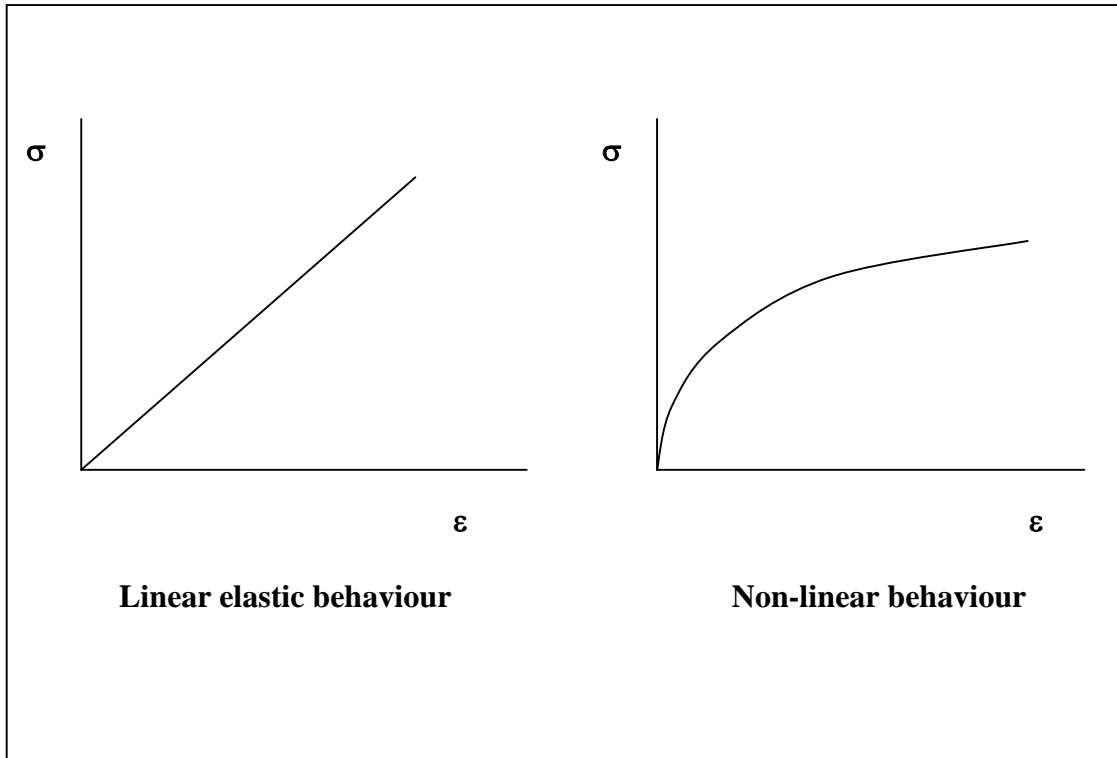 σ
σ
ε
ε
Linear elastic behaviour
Non-linear behaviour